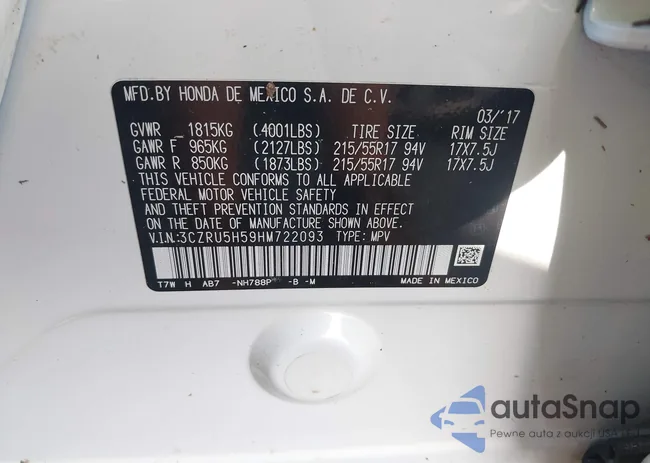 MFD.BY HONDA DE MEXICO S.A. DE C.V.
03/'17
GVWR 1815KG (4001LBS) TIRE SIZE RIM SIZE
GAWR F 965KG (2127LBS) 215/55R17 94V 17X7.5J
GAWR R 850KG (1873LBS) 215/55R17 94V 17X7.5J
THIS VEHICLE CONFORMS TO ALL APPLICABLE
FEDERAL MOTOR VEHICLE SAFETY
AND THEFT PREVENTION STANDARDS IN EFFECT
ON THE DATE OF MANUFACTURE SHOWN ABOVE.
V.I.N.:3CZRU5H59HM722093 TYPE: MPV
T7W H AB7 -NH788P -B -M MADE IN MEXICO
autaSnap
Pewne auta z aukcji